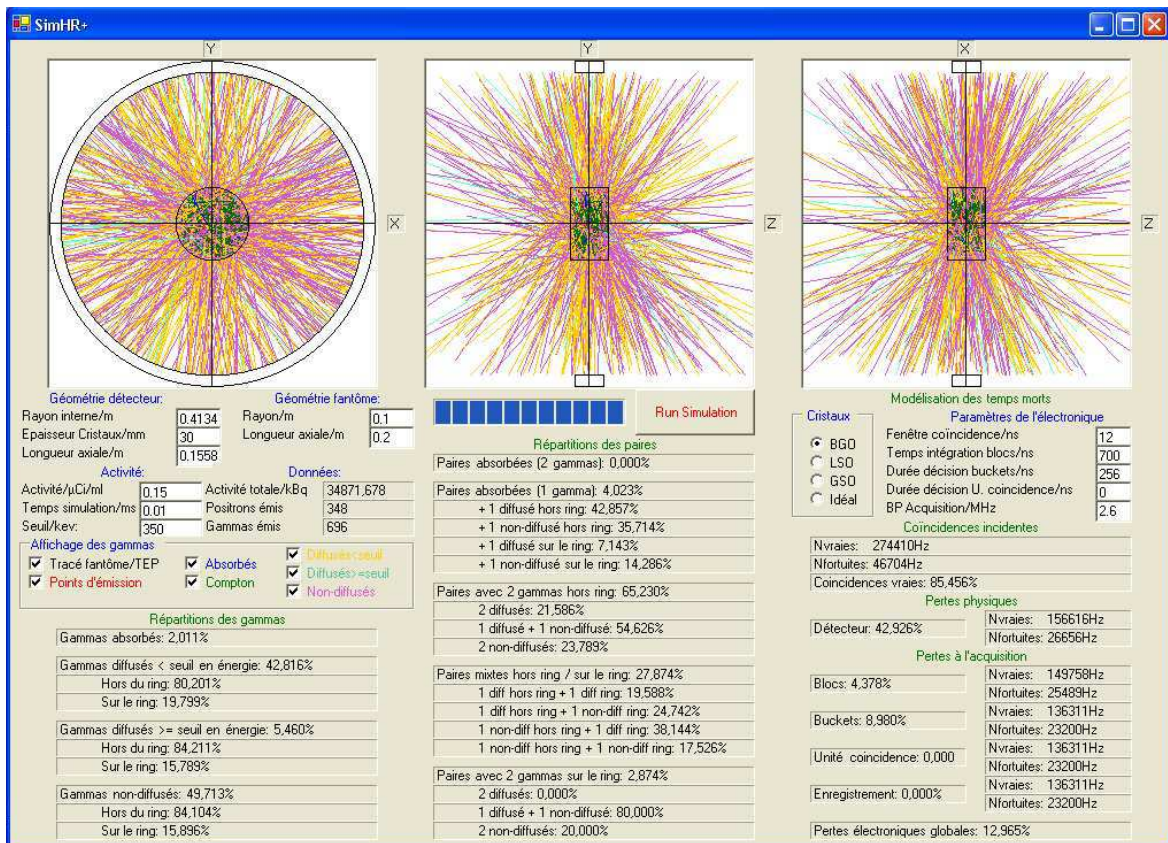 SimHR+
Y
Y
X
X
Z
Z
Géométrie détecteur:
Rayon interne/m 0.4134
Epaisseur Cristaux/mm 30
Longueur axiale/m 0.1558
Géométrie fantôme:
Rayon/m 0.1
Longueur axiale/m 0.2
Activité:
Activité/µCi/ml 0.15
Temps simulation/ms 0.01
Seuil/kev: 350
Données:
Activité totale/kBq 34871,678
Positrons émis 348
Gammas émis 696
Affichage des gammas
Tracé fantôme/TEP
Points d'émission
Absorbés
Compton
Diffusés<seuil
Diffusés>=seuil
Non-diffusés
Répartitions des gammas
Gammas absorbés: 2,011%
Gammas diffusés < seuil en énergie: 42,816%
Hors du ring: 80,201%
Sur le ring: 19,799%
Gammas diffusés >= seuil en énergie: 5,460%
Hors du ring: 84,211%
Sur le ring: 15,789%
Gammas non-diffusés: 49,713%
Hors du ring: 84,104%
Sur le ring: 15,896%
Run Simulation
Répartitions des paires
Paires absorbées (2 gammas): 0,000%
Paires absorbées (1 gamma): 4,023%
+ 1 diffusé hors ring: 42,857%
+ 1 non-diffusé hors ring: 35,714%
+ 1 diffusé sur le ring: 7,143%
+ 1 non-diffusé sur le ring: 14,286%
Paires avec 2 gammas hors ring: 65,230%
2 diffusés: 21,586%
1 diffusé + 1 non-diffusé: 54,626%
2 non-diffusés: 23,789%
Paires mixtes hors ring / sur le ring: 27,874%
1 diff hors ring + 1 diff ring: 19,588%
1 diff hors ring + 1 non-diff ring: 24,742%
1 non-diff hors ring + 1 diff ring: 38,144%
1 non-diff hors ring + 1 non-diff ring: 17,526%
Paires avec 2 gammas sur le ring: 2,874%
2 diffusés: 0,000%
1 diffusé + 1 non-diffusé: 80,000%
2 non-diffusés: 20,000%
Cristaux
BGO
LSO
GSO
Idéal
Modélisation des temps morts
Paramètres de l'électronique
Fenêtre coïncidence/ns 12
Temps intégration blocs/ns 700
Durée décision buckets/ns 256
Durée décision U. coincidence/ns 0
BP Acquisition/MHz 2.6
Coïncidences incidentes
Nvraies: 274410Hz
Nfortuites: 46704Hz
Coincidences vraies: 85,456%
Pertes physiques
Détecteur: 42,926%
Nvraies: 156616Hz
Nfortuites: 26656Hz
Pertes à l'acquisition
Blocs: 4,378%
Nvraies: 149758Hz
Nfortuites: 25489Hz
Buckets: 8,980%
Nvraies: 136311Hz
Nfortuites: 23200Hz
Unité coincidence: 0,000
Nvraies: 136311Hz
Nfortuites: 23200Hz
Enregistrement: 0,000%
Nvraies: 136311Hz
Nfortuites: 23200Hz
Pertes électroniques globales: 12,965%